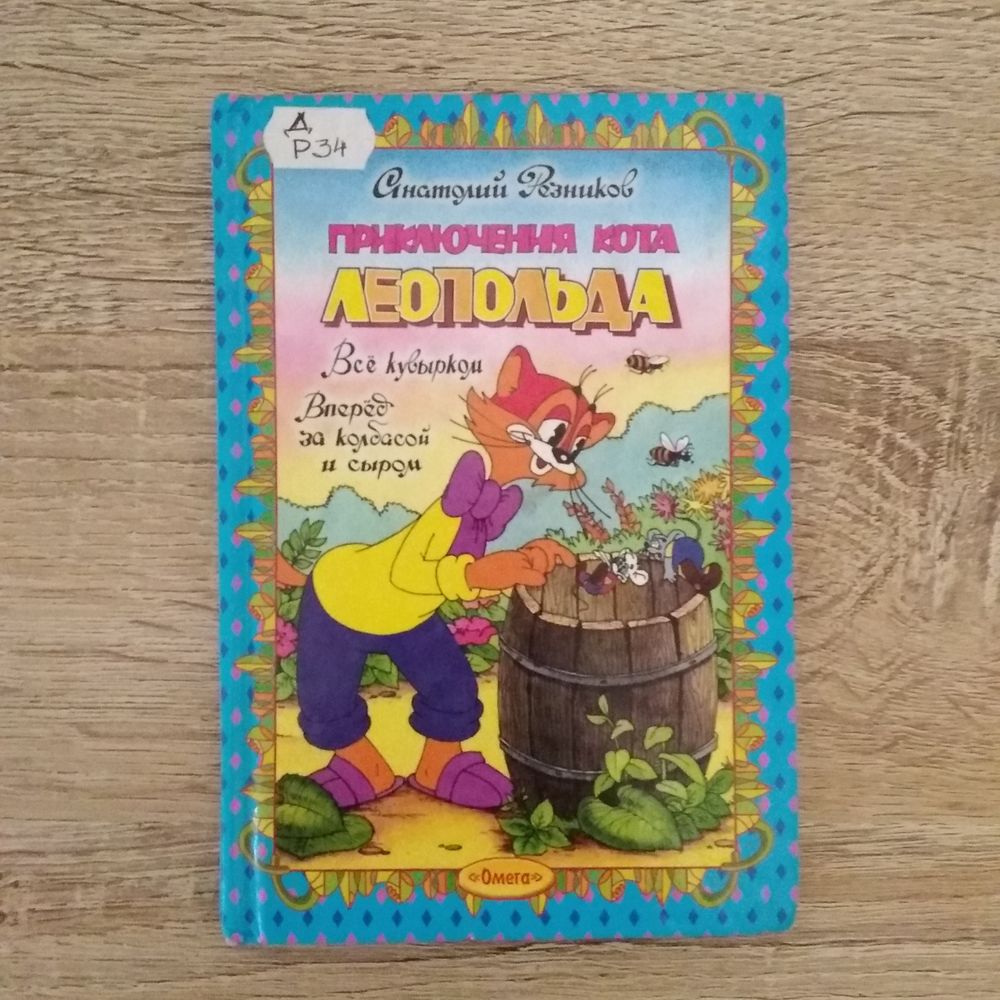 Д
Р34
Анатолий Резников
ПРИКЛЮЧЕНИЯ КОТА
ЛЕОПОЛЬДА
Всё кувырком
Вперёд
за колбасой
и сыром
«Омега»